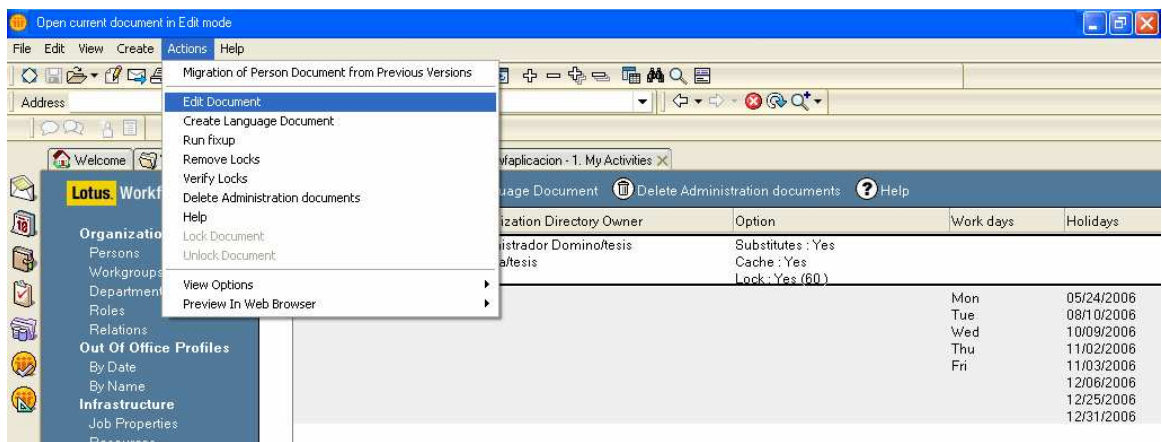 Open current document in Edit mode
File Edit View Create Actions Help
Migration of Person Document from Previous Versions
Address
Edit Document
Create Language Document
Run fixup
Remove Locks
Verify Locks
Delete Administration documents
Help
Lock Document
Unlock Document
View Options
Preview In Web Browser
Welcome
wfaplicacion - 1. My Activities
Lotus. Workf
uage Document Delete Administration documents Help
ization Directory Owner Option Work days Holidays
istrador Domino/tesis Substitutes : Yes
a/tesis Cache : Yes
Lock : Yes (60 )
Organizatio
Persons
Workgroups
Department
Roles
Relations
Out Of Office Profiles
By Date
By Name
Infrastructure
Job Properties
Mon 05/24/2006
Tue 08/10/2006
Wed 10/09/2006
Thu 11/02/2006
Fri 11/03/2006
12/06/2006
12/25/2006
12/31/2006